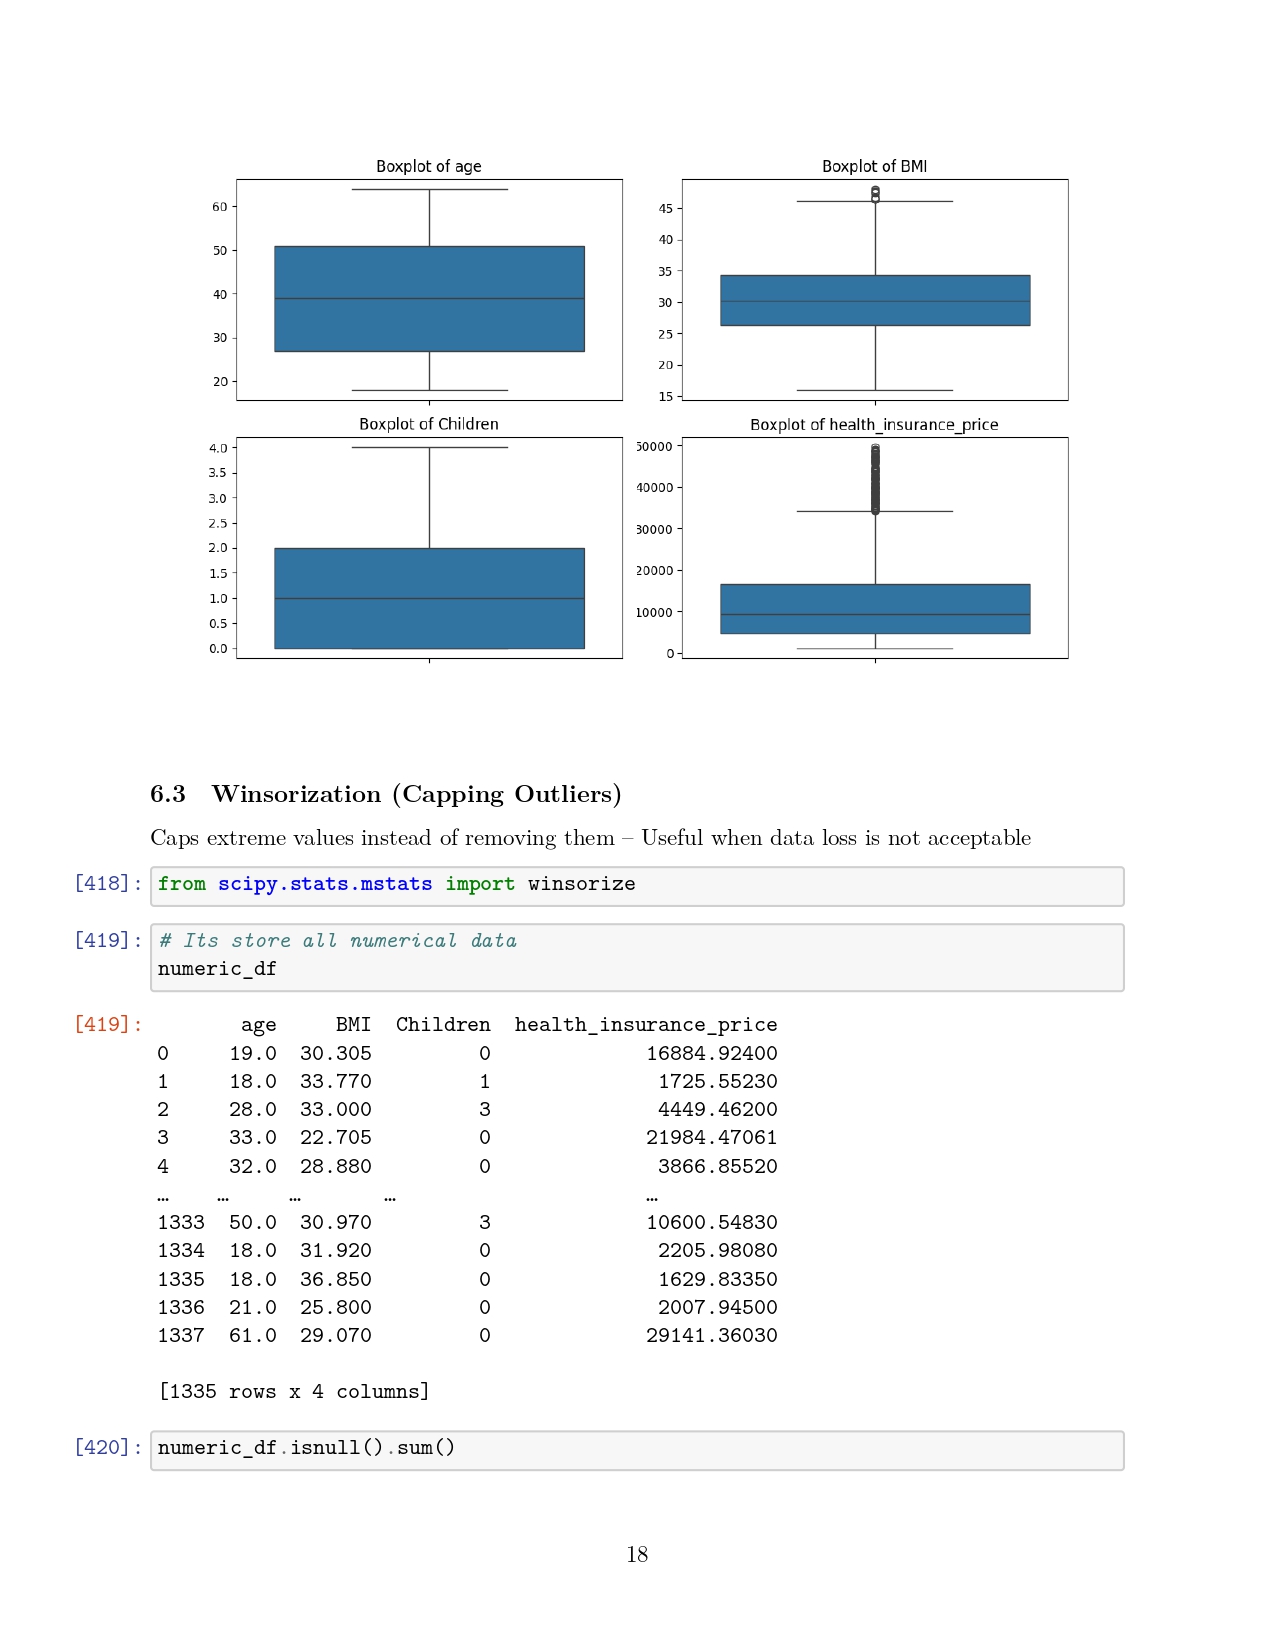 Boxplot of age
60
50
40
30
20
Boxplot of BMI
45
40
35
30
25
20
15
Boxplot of Children
4.0
3.5
3.0
2.5
2.0
1.5
1.0
0.5
0.0
Boxplot of health_insurance_price
50000
40000
30000
20000
10000
0
6.3 Winsorization (Capping Outliers)
Caps extreme values instead of removing them – Useful when data loss is not acceptable
[418]: from scipy.stats.mstats import winsorize
[419]: # Its store all numerical data
numeric_df
[419]: age BMI Children health_insurance_price
0 19.0 30.305 0 16884.92400
1 18.0 33.770 1 1725.55230
2 28.0 33.000 3 4449.46200
3 33.0 22.705 0 21984.47061
4 32.0 28.880 0 3866.85520
… … … … …
1333 50.0 30.970 3 10600.54830
1334 18.0 31.920 0 2205.98080
1335 18.0 36.850 0 1629.83350
1336 21.0 25.800 0 2007.94500
1337 61.0 29.070 0 29141.36030
[1335 rows x 4 columns]
[420]: numeric_df.isnull().sum()
18